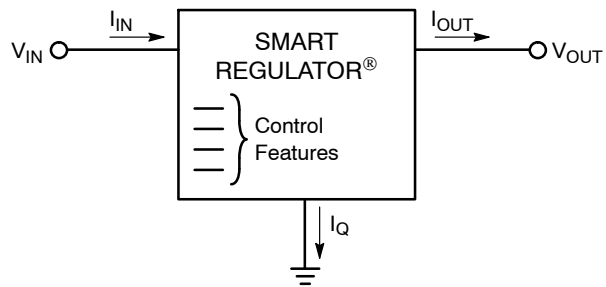 I_IN
I_OUT
V_IN
SMART
REGULATOR®
V_OUT
Control
Features
I_Q